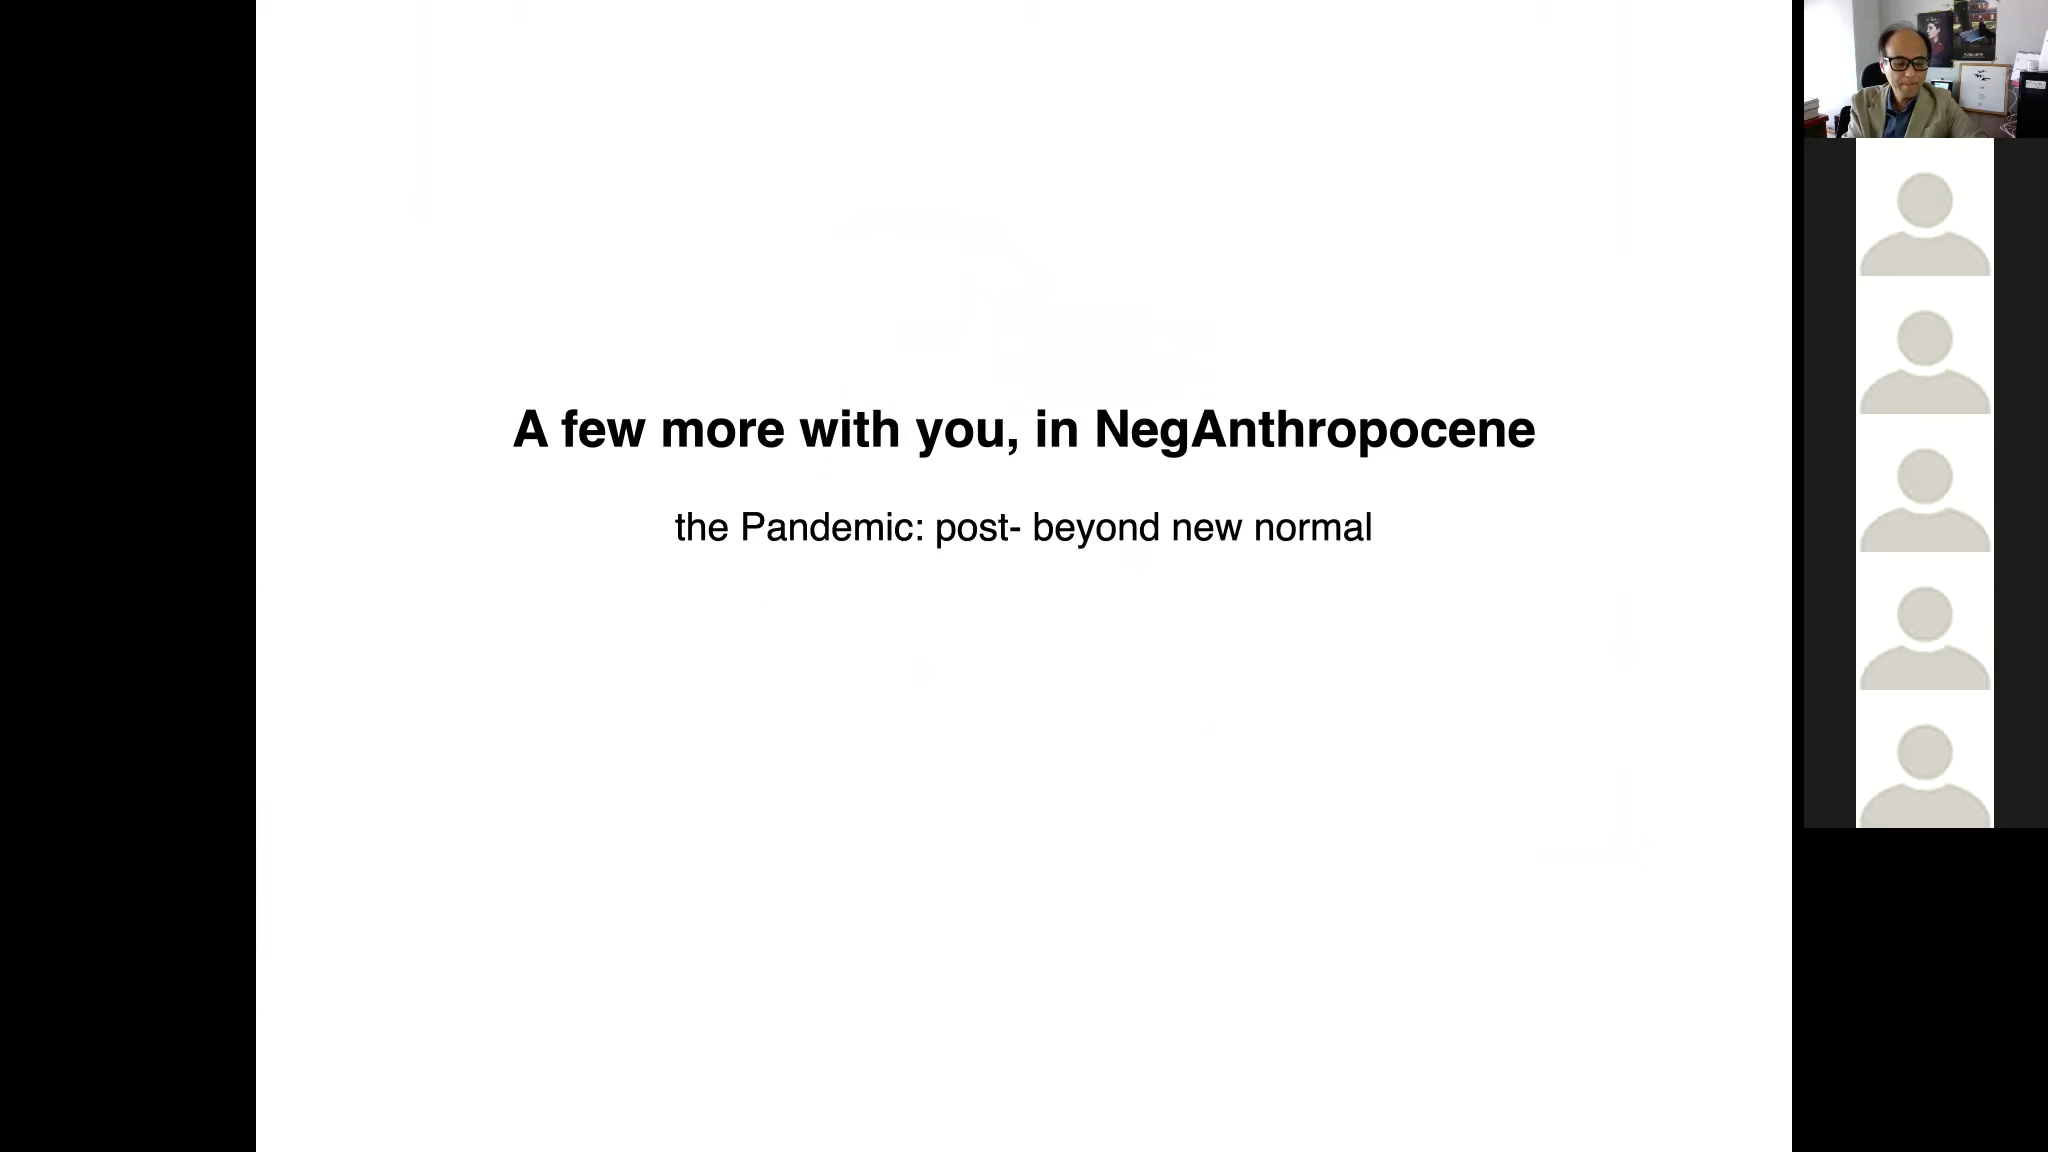 A few more with you, in NegAnthropocene
the Pandemic: post- beyond new normal